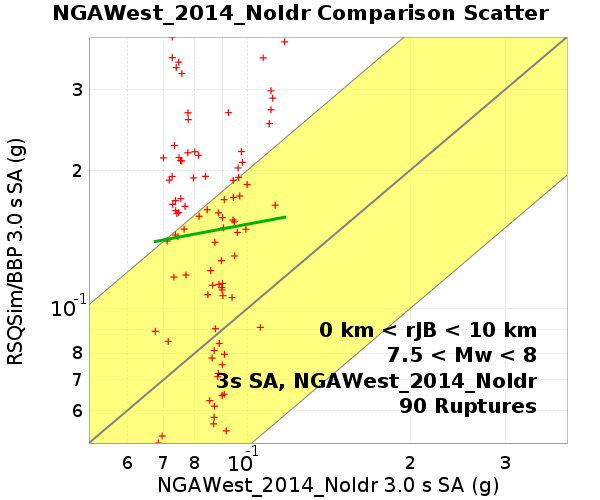 NGAWest_2014_NoIdr Comparison Scatter
RSQSim/BBP 3.0 s SA (g)
3
2
10⁻¹
8
7
6
0 km < rJB < 10 km
7.5 < Mw < 8
3s SA, NGAWest_2014_NoIdr
90 Ruptures
6 7 8 10⁻¹ 2 3
NGAWest_2014_NoIdr 3.0 s SA (g)